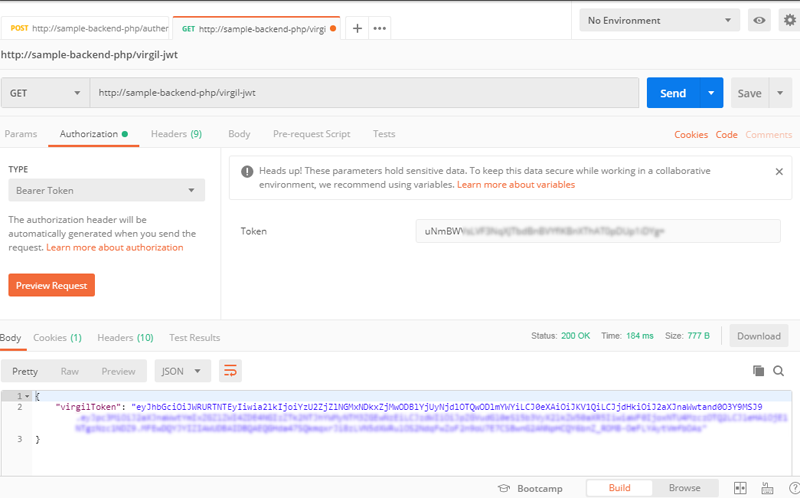 POST http://sample-backend-php/auther
GET http://sample-backend-php/virgi
No Environment
http://sample-backend-php/virgil-jwt
GET
http://sample-backend-php/virgil-jwt
Send
Save
Params
Authorization
Headers (9)
Body
Pre-request Script
Tests
Cookies
Code
Comments
TYPE
Bearer Token
The authorization header will be
automatically generated when you send the
request. Learn more about authorization
Preview Request
Heads up! These parameters hold sensitive data. To keep this data secure while working in a collaborative
environment, we recommend using variables. Learn more about variables
Token
uNmBW
Body
Cookies (1)
Headers (10)
Test Results
Status: 200 OK
Time: 184 ms
Size: 777 B
Download
Pretty
Raw
Preview
JSON
1 {
2 "virgilToken":
3 }
Bootcamp
Build
Browse